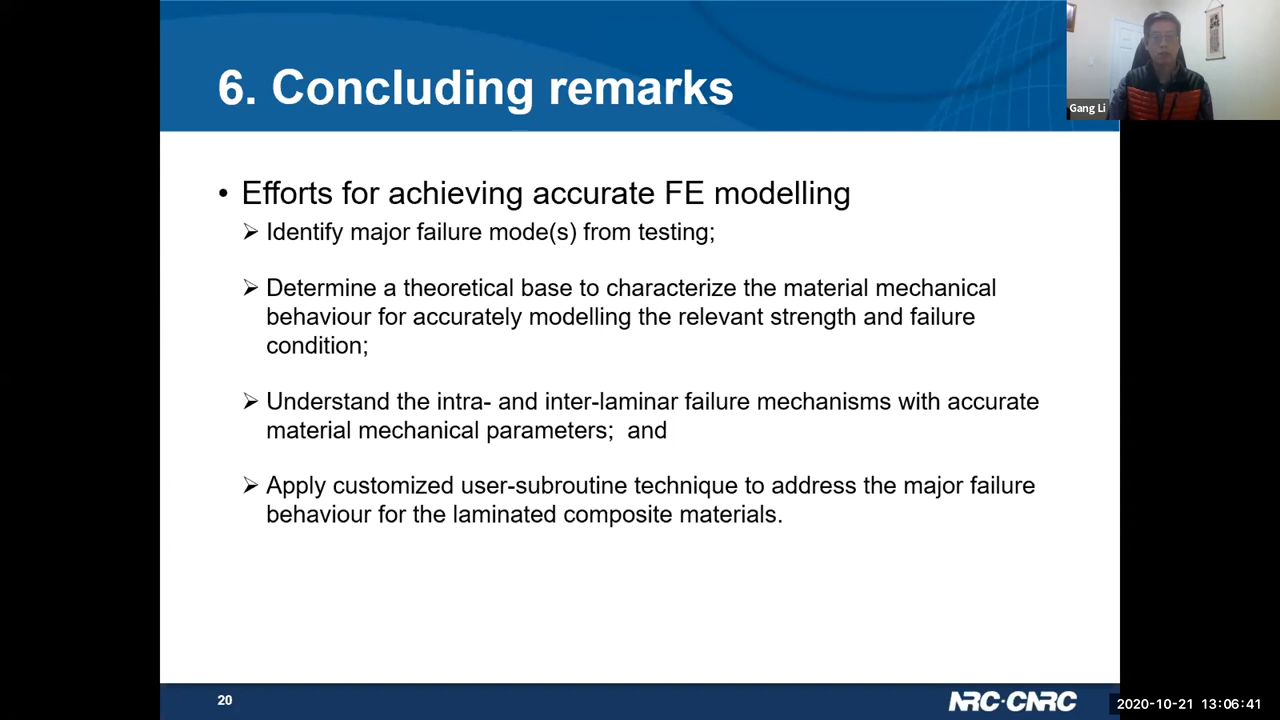 6. Concluding remarks
Gang Li
• Efforts for achieving accurate FE modelling
➢ Identify major failure mode(s) from testing;
➢ Determine a theoretical base to characterize the material mechanical
behaviour for accurately modelling the relevant strength and failure
condition;
➢ Understand the intra- and inter-laminar failure mechanisms with accurate
material mechanical parameters;  and
➢ Apply customized user-subroutine technique to address the major failure
behaviour for the laminated composite materials.
20
NRC·CNRC
2020-10-21 13:06:41